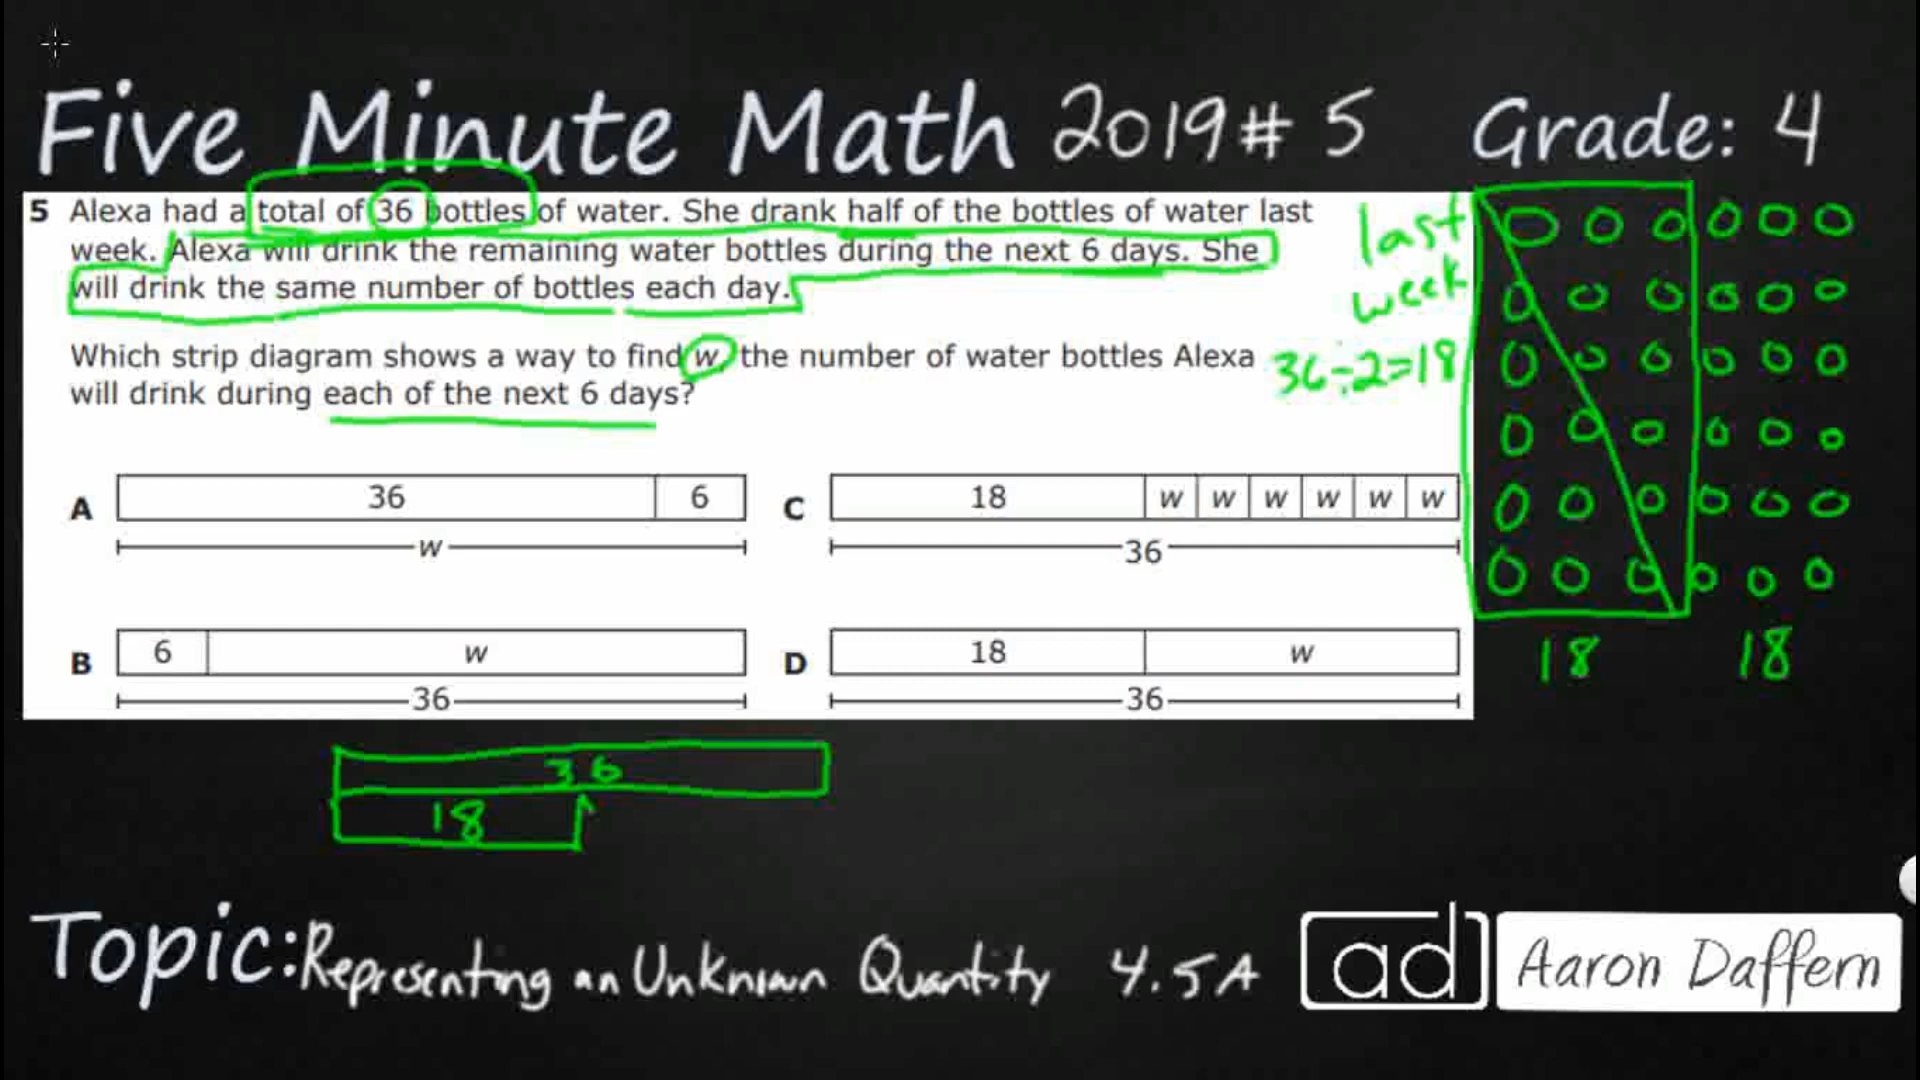 Five Minute Math 2019 # 5 Grade: 4
5 Alexa had a total of 36 bottles of water. She drank half of the bottles of water last
week. Alexa will drink the remaining water bottles during the next 6 days. She
will drink the same number of bottles each day.
Which strip diagram shows a way to find w, the number of water bottles Alexa
will drink during each of the next 6 days?
last
week
36÷2=18
A 36 6
w
C 18 w w w w w w
36
B 6 w
36
D 18 w
36
18 18
36
18
Topic: Representing an Unknown Quantity 4.5A
ad Aaron Daffern